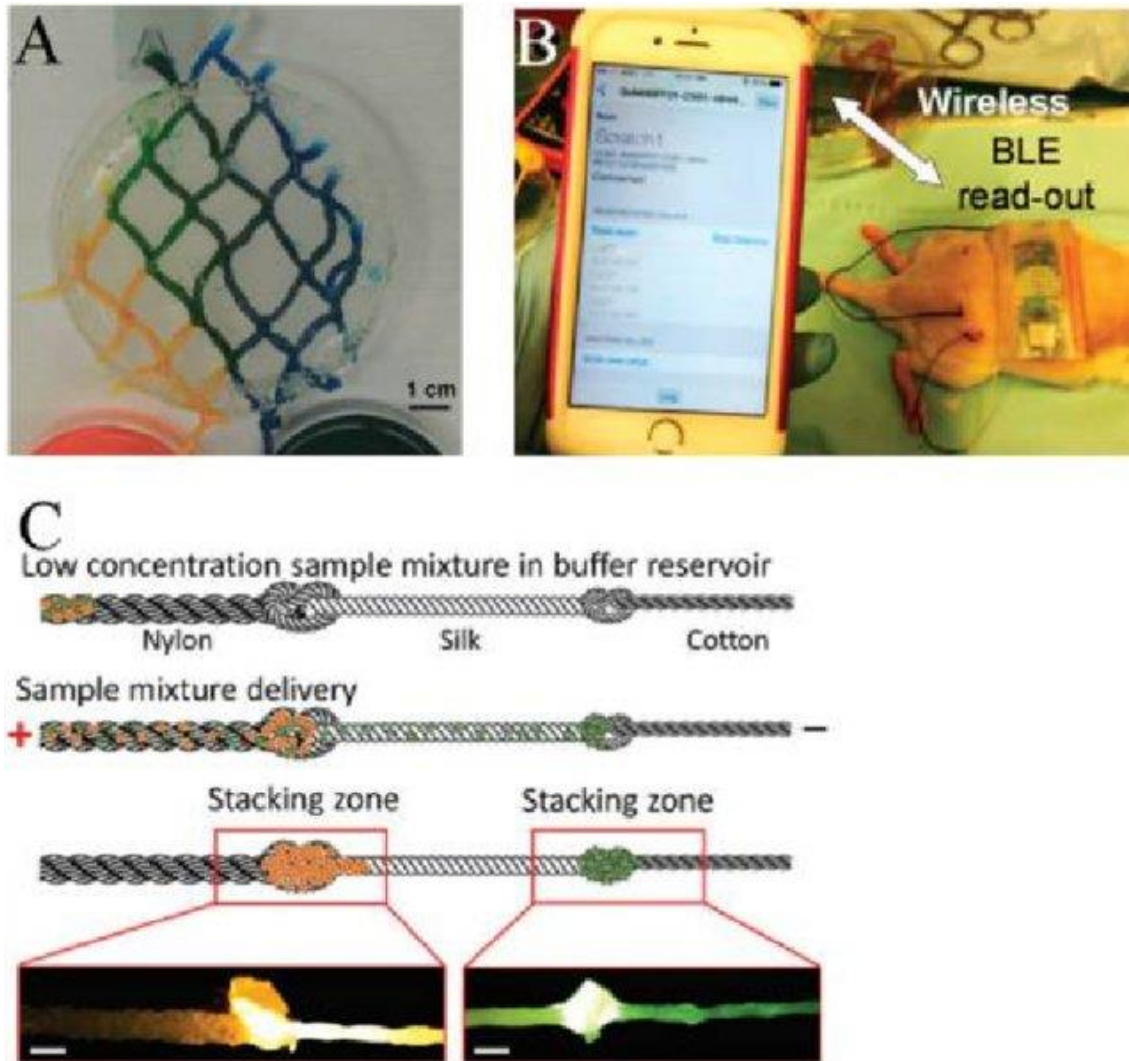 A
1 cm
B
Scratch1
Wireless
BLE
read-out
C
Low concentration sample mixture in buffer reservoir
Nylon Silk Cotton
Sample mixture delivery
+ −
Stacking zone Stacking zone